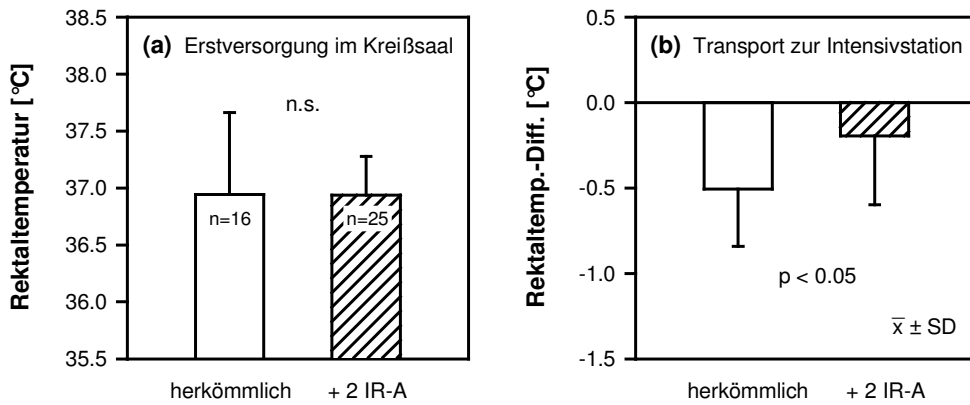 (a) Erstversorgung im Kreißsaal
Rektaltemperatur [°C]
38.5
38.0
37.5
37.0
36.5
36.0
35.5
n.s.
n=16
n=25
herkömmlich + 2 IR-A
(b) Transport zur Intensivstation
Rektaltemp.-Diff. [°C]
0.5
0.0
-0.5
-1.0
-1.5
p < 0.05
x̅ ± SD
herkömmlich + 2 IR-A